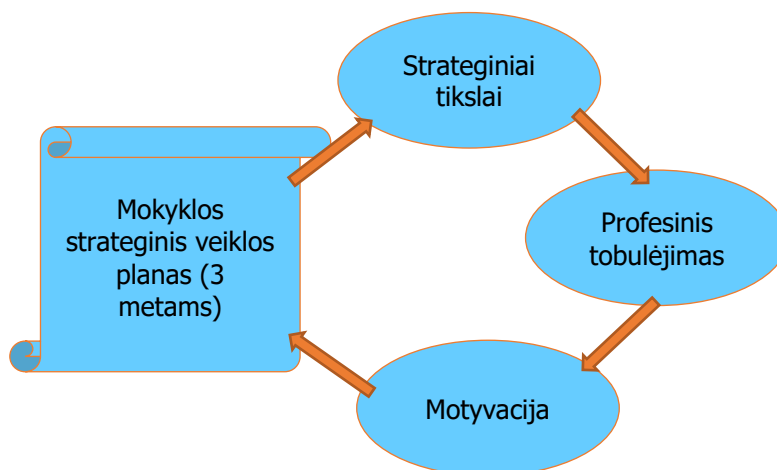 Strateginiai
tikslai
Mokyklos
strateginis veiklos
planas (3
metams)
Profesinis
tobulėjimas
Motyvacija